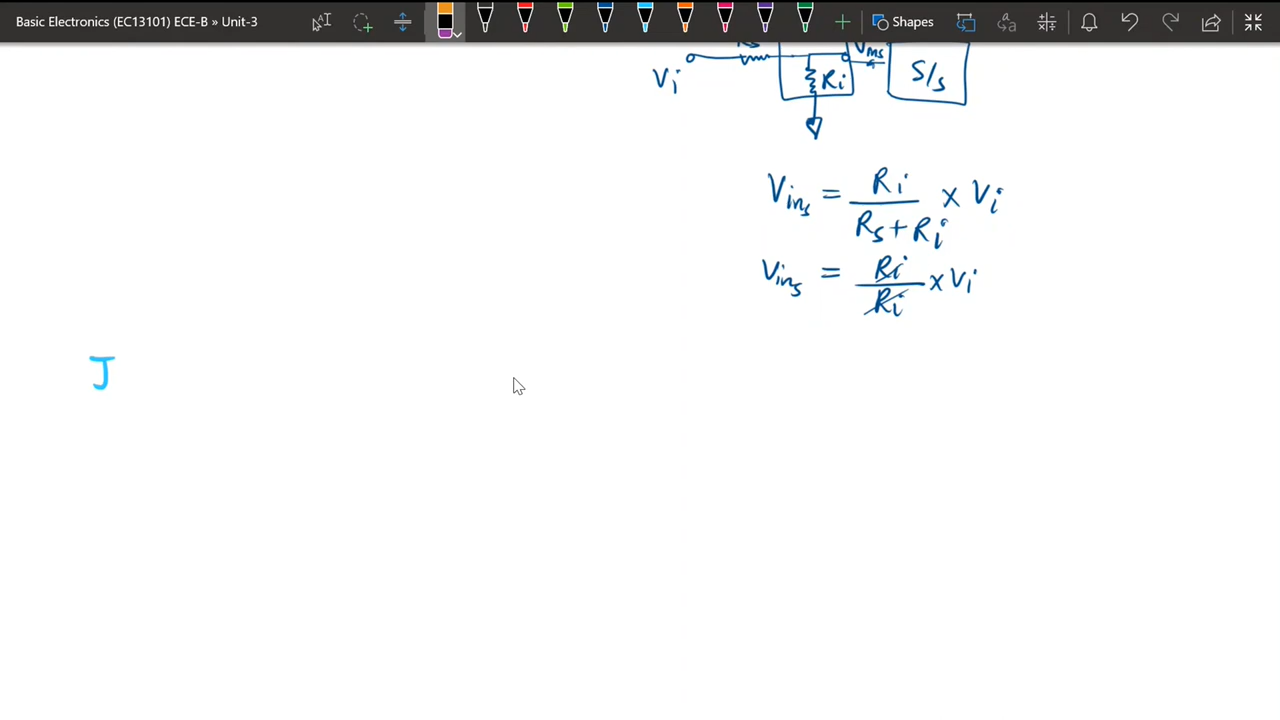 Basic Electronics (EC13101) ECE-B » Unit-3
Shapes
Vi
Ri
S/s
Vins = Ri / Rs + Ri × Vi
Vins = Ri / Ri × Vi
J